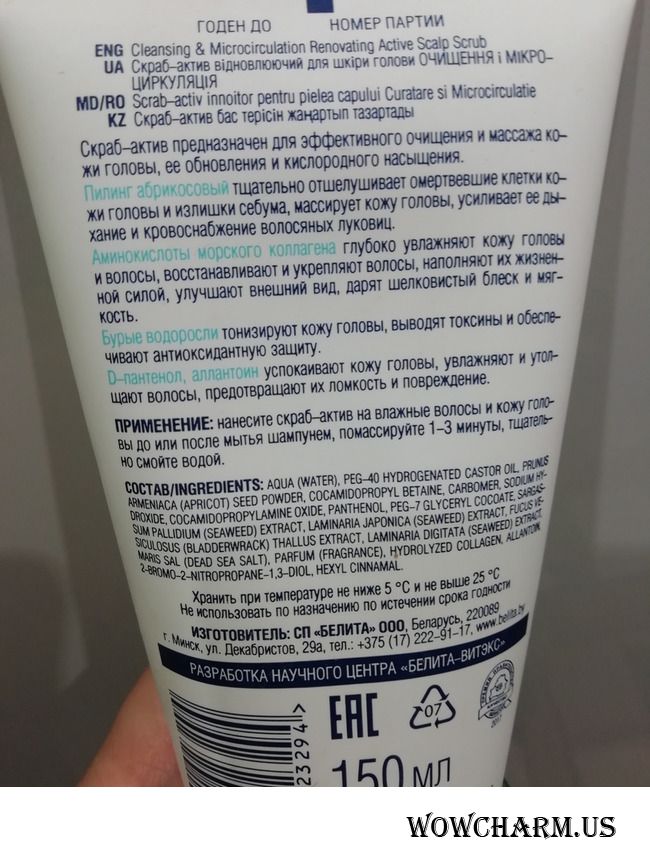 ГОДЕН ДО НОМЕР ПАРТИИ
ENG Cleansing & Microcirculation Renovating Active Scalp Scrub
UA Скраб-актив відновлюючий для шкіри голови ОЧИЩЕННЯ і МІКРО-
ЦИРКУЛЯЦІЯ
MD/RO Scrab-activ innoitor pentru pielea capului Curatare si Microcirculatie
KZ Скраб-актив бас терісін жаңартып тазартады
Скраб-актив предназначен для эффективного очищения и массажа ко-
жи головы, ее обновления и кислородного насыщения.
Пилинг абрикосовый тщательно отшелушивает омертвевшие клетки ко-
жи головы и излишки себума, массирует кожу головы, усиливает ее ды-
хание и кровоснабжение волосяных луковиц.
Аминокислоты морского коллагена глубоко увлажняют кожу головы
и волосы, восстанавливают и укрепляют волосы, наполняют их жизнен-
ной силой, улучшают внешний вид, дарят шелковистый блеск и мяг-
кость.
Бурые водоросли тонизируют кожу головы, выводят токсины и обеспе-
чивают антиоксидантную защиту.
D-пантенол, аллантоин успокаивают кожу головы, увлажняют и утол-
щают волосы, предотвращают их ломкость и повреждение.
ПРИМЕНЕНИЕ: нанесите скраб-актив на влажные волосы и кожу голо-
вы до или после мытья шампунем, помассируйте 1-3 минуты, тщатель-
но смойте водой.
СОСТАВ/INGREDIENTS: AQUA (WATER), PEG-40 HYDROGENATED CASTOR OIL, PRUNUS
ARMENIACA (APRICOT) SEED POWDER, COCAMIDOPROPYL BETAINE, CARBOMER, SODIUM HY-
DROXIDE, COCAMIDOPROPYLAMINE OXIDE, PANTHENOL, PEG-7 GLYCERYL COCOATE, SARGAS-
SUM PALLIDIUM (SEAWEED) EXTRACT, LAMINARIA JAPONICA (SEAWEED) EXTRACT, FUCUS VE-
SICULOSUS (BLADDERWRACK) THALLUS EXTRACT, LAMINARIA DIGITATA (SEAWEED) EXTRACT,
MARIS SAL (DEAD SEA SALT), PARFUM (FRAGRANCE), HYDROLYZED COLLAGEN, ALLANTOIN,
2-BROMO-2-NITROPROPANE-1,3-DIOL, HEXYL CINNAMAL.
Хранить при температуре не ниже 5 °C и не выше 25 °C
Не использовать по назначению по истечении срока годности
ИЗГОТОВИТЕЛЬ: СП «БЕЛИТА» ООО, Беларусь, 220089
г. Минск, ул. Декабристов, 29а, тел.: +375 (17) 222-91-17, www.belita.by
РАЗРАБОТКА НАУЧНОГО ЦЕНТРА «БЕЛИТА-ВИТЭКС»
23294>
EAC
07
150 МЛ
WOWCHARM.US